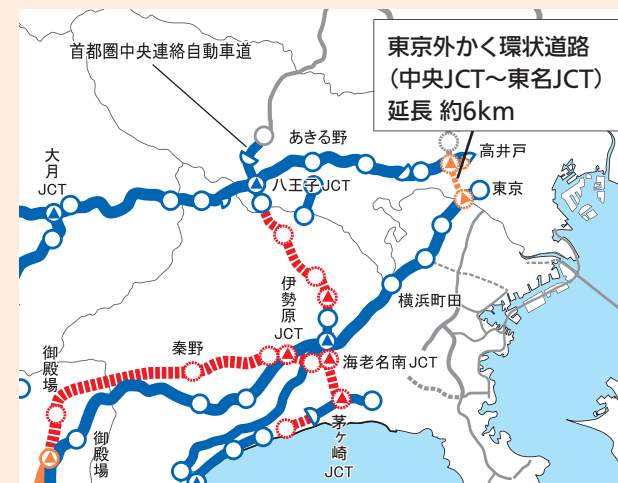 首都圏中央連絡自動車道
東京外かく環状道路
（中央JCT～東名JCT）
延長 約6km
あきる野
高井戸
大月
JCT
八王子JCT
東京
伊勢原
JCT
横浜町田
秦野
御殿場
海老名南JCT
御殿場
茅ヶ崎
JCT